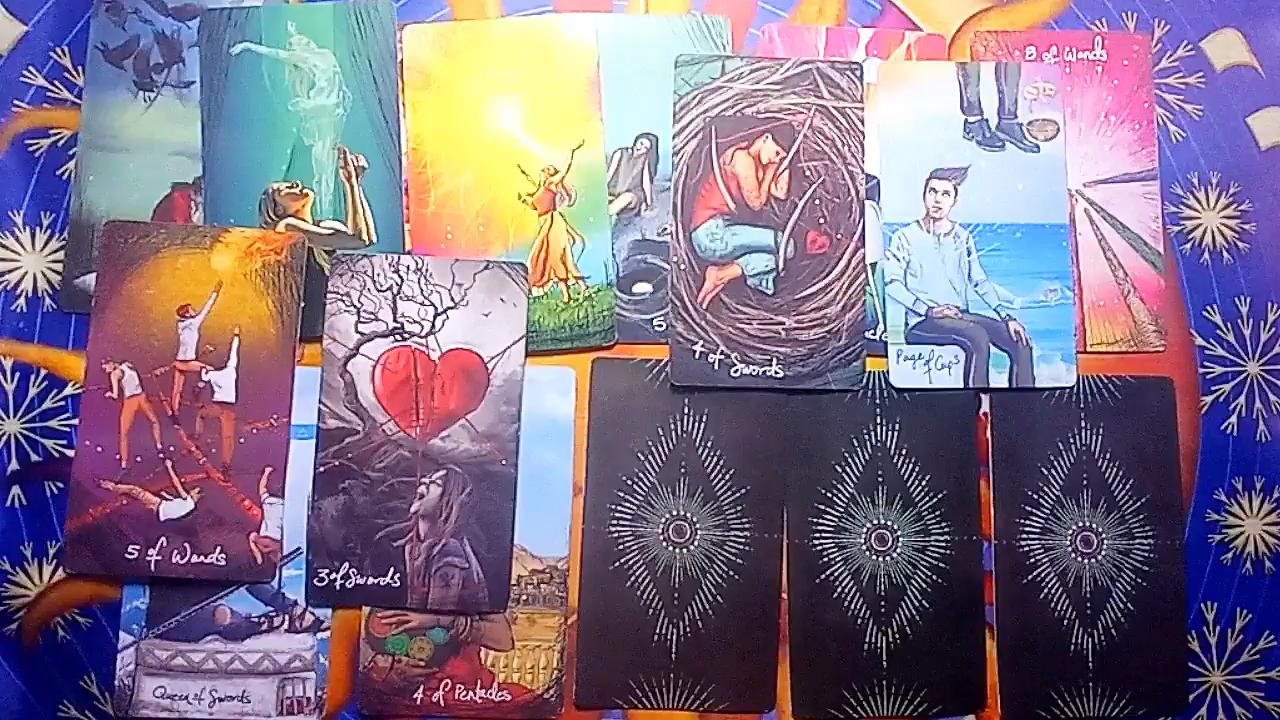 8 of Wands
5
4 of Swords
Page of Cups
5 of Wands
3 of Swords
Queen of Swords
4 of Pentacles